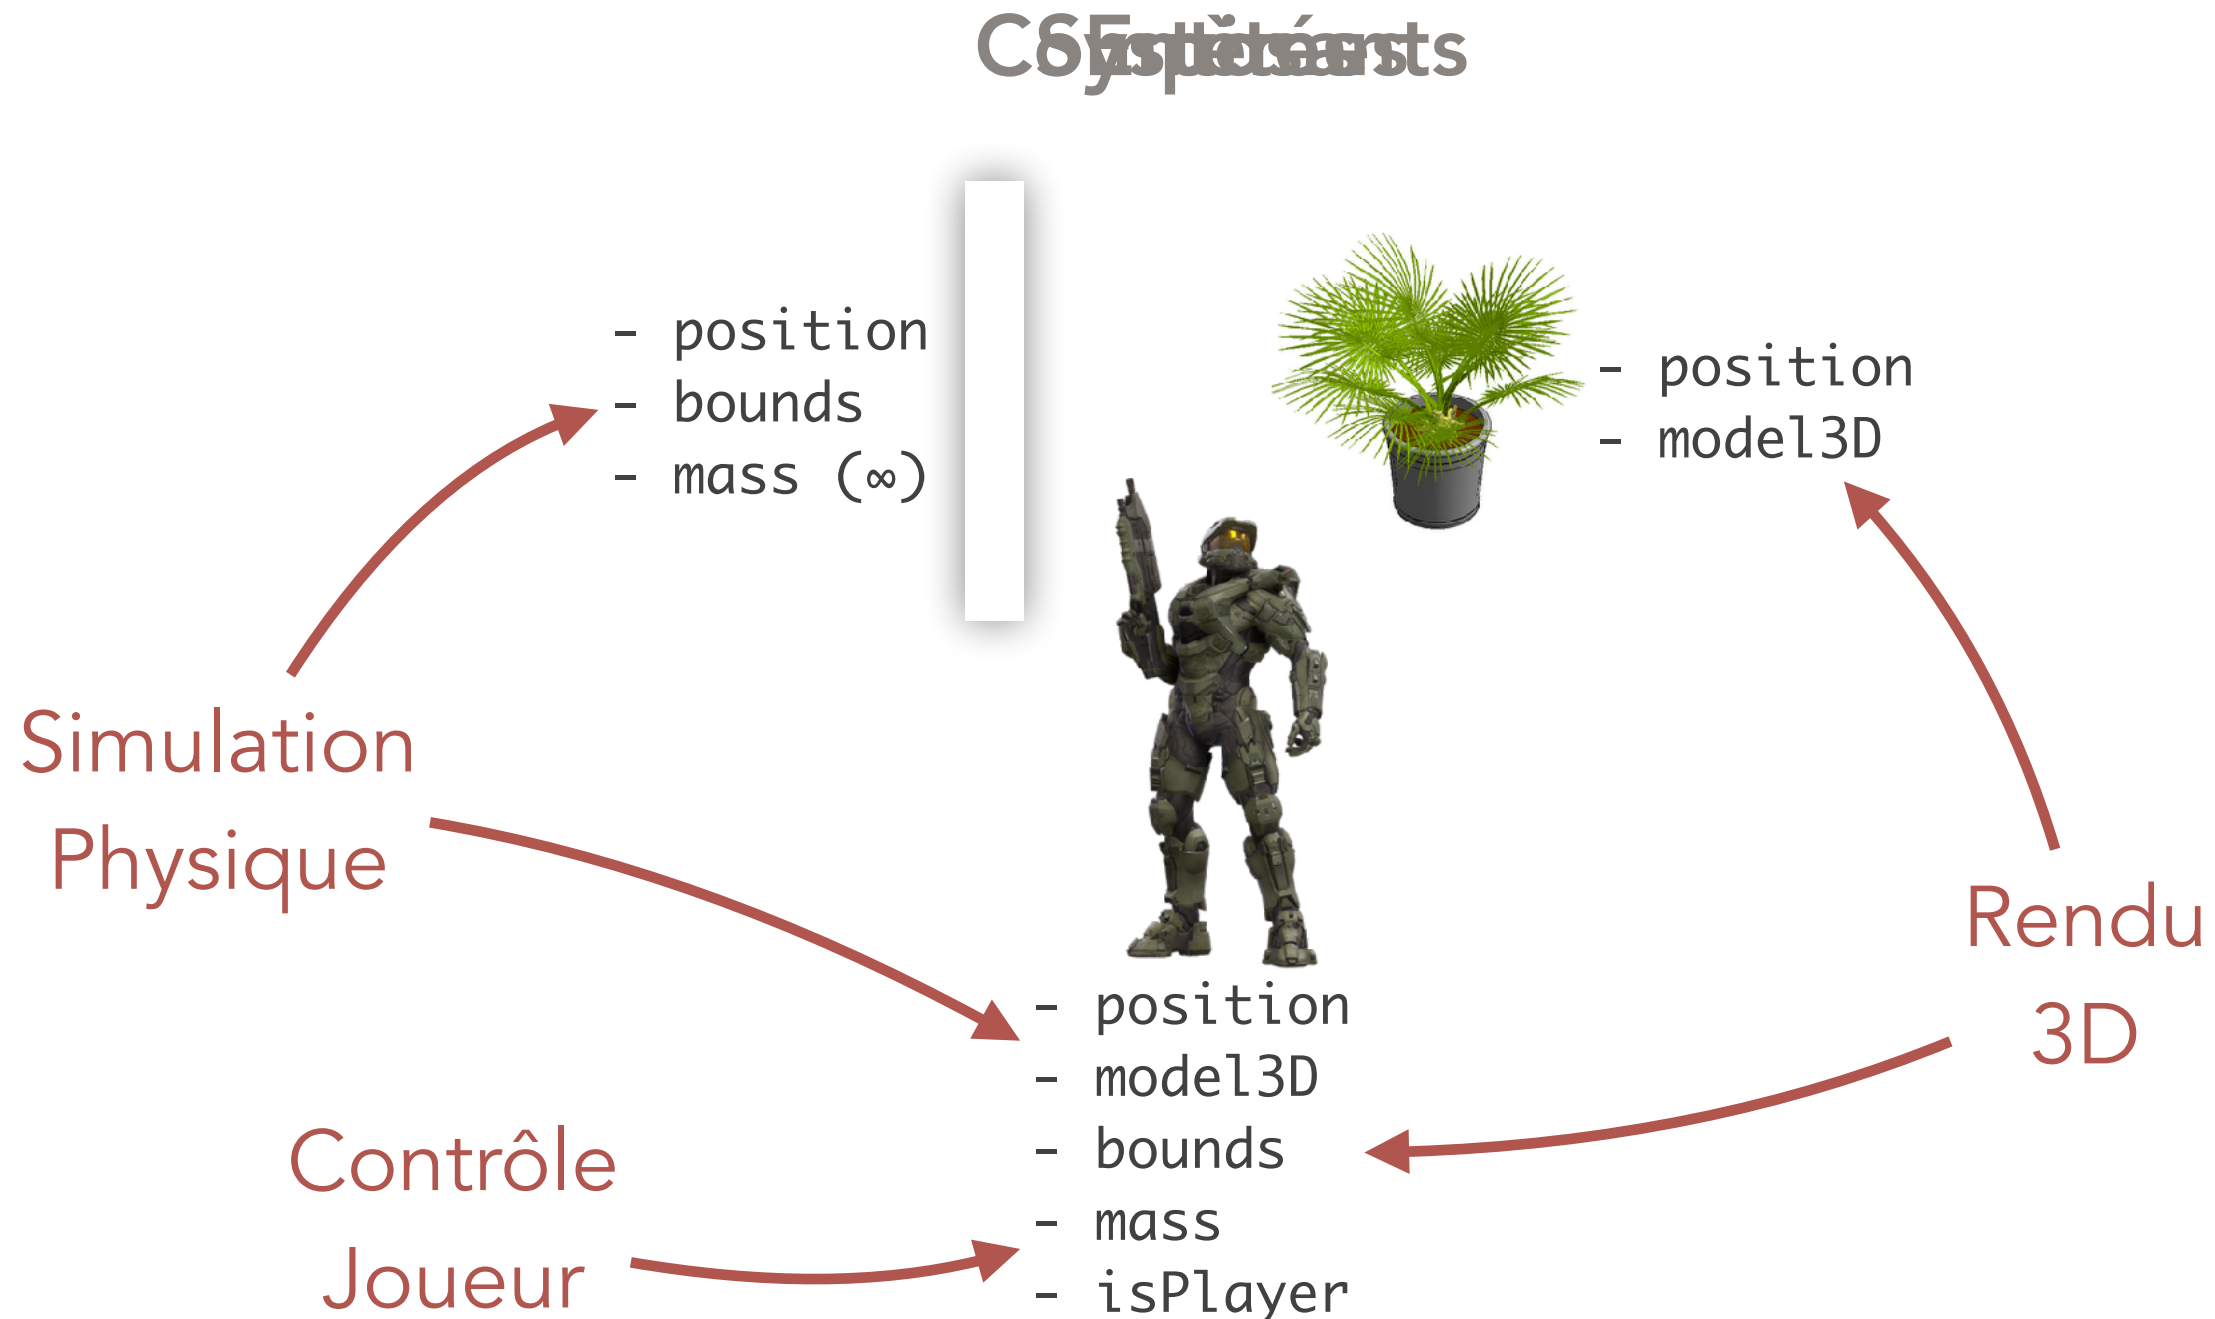 - position
- bounds
- mass (∞)
- position
- model3D
Simulation
Physique
Rendu
3D
- position
- model3D
- bounds
- mass
- isPlayer
Contrôle
Joueur